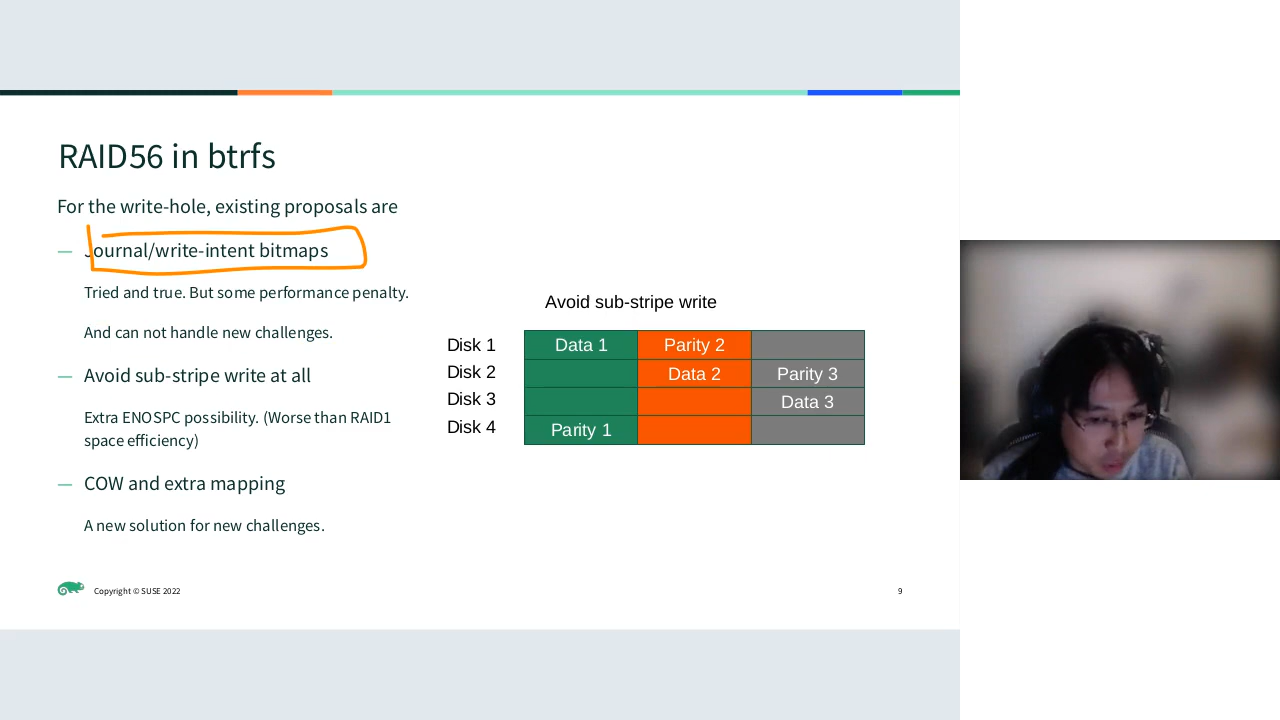 RAID56 in btrfs
For the write-hole, existing proposals are
— Journal/write-intent bitmaps
Tried and true. But some performance penalty.
And can not handle new challenges.
— Avoid sub-stripe write at all
Extra ENOSPC possibility. (Worse than RAID1
space efficiency)
— COW and extra mapping
A new solution for new challenges.
Avoid sub-stripe write
Disk 1 Data 1 Parity 2
Disk 2 Data 2 Parity 3
Disk 3 Data 3
Disk 4 Parity 1
Copyright © SUSE 2022
9